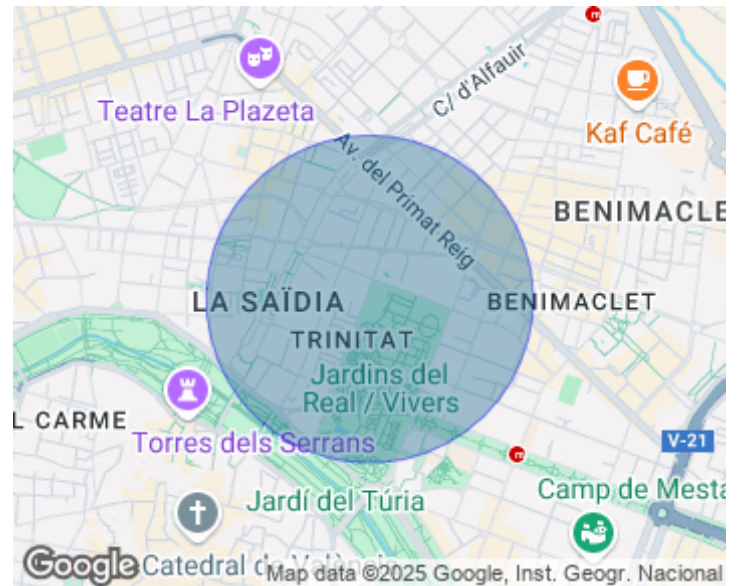 Teatre La Plazeta
C/ d'Alfauir
Kaf Café
Av. del Primat Reig
BENIMACLE
LA SAÏDIA
BENIMACLET
TRINITAT
Jardins del
Real / Vivers
L CARME
Torres dels Serrans
V-21
Jardí del Túria
Camp de Mesta
Google
Catedral de València
Map data ©2025 Google, Inst. Geogr. Nacional